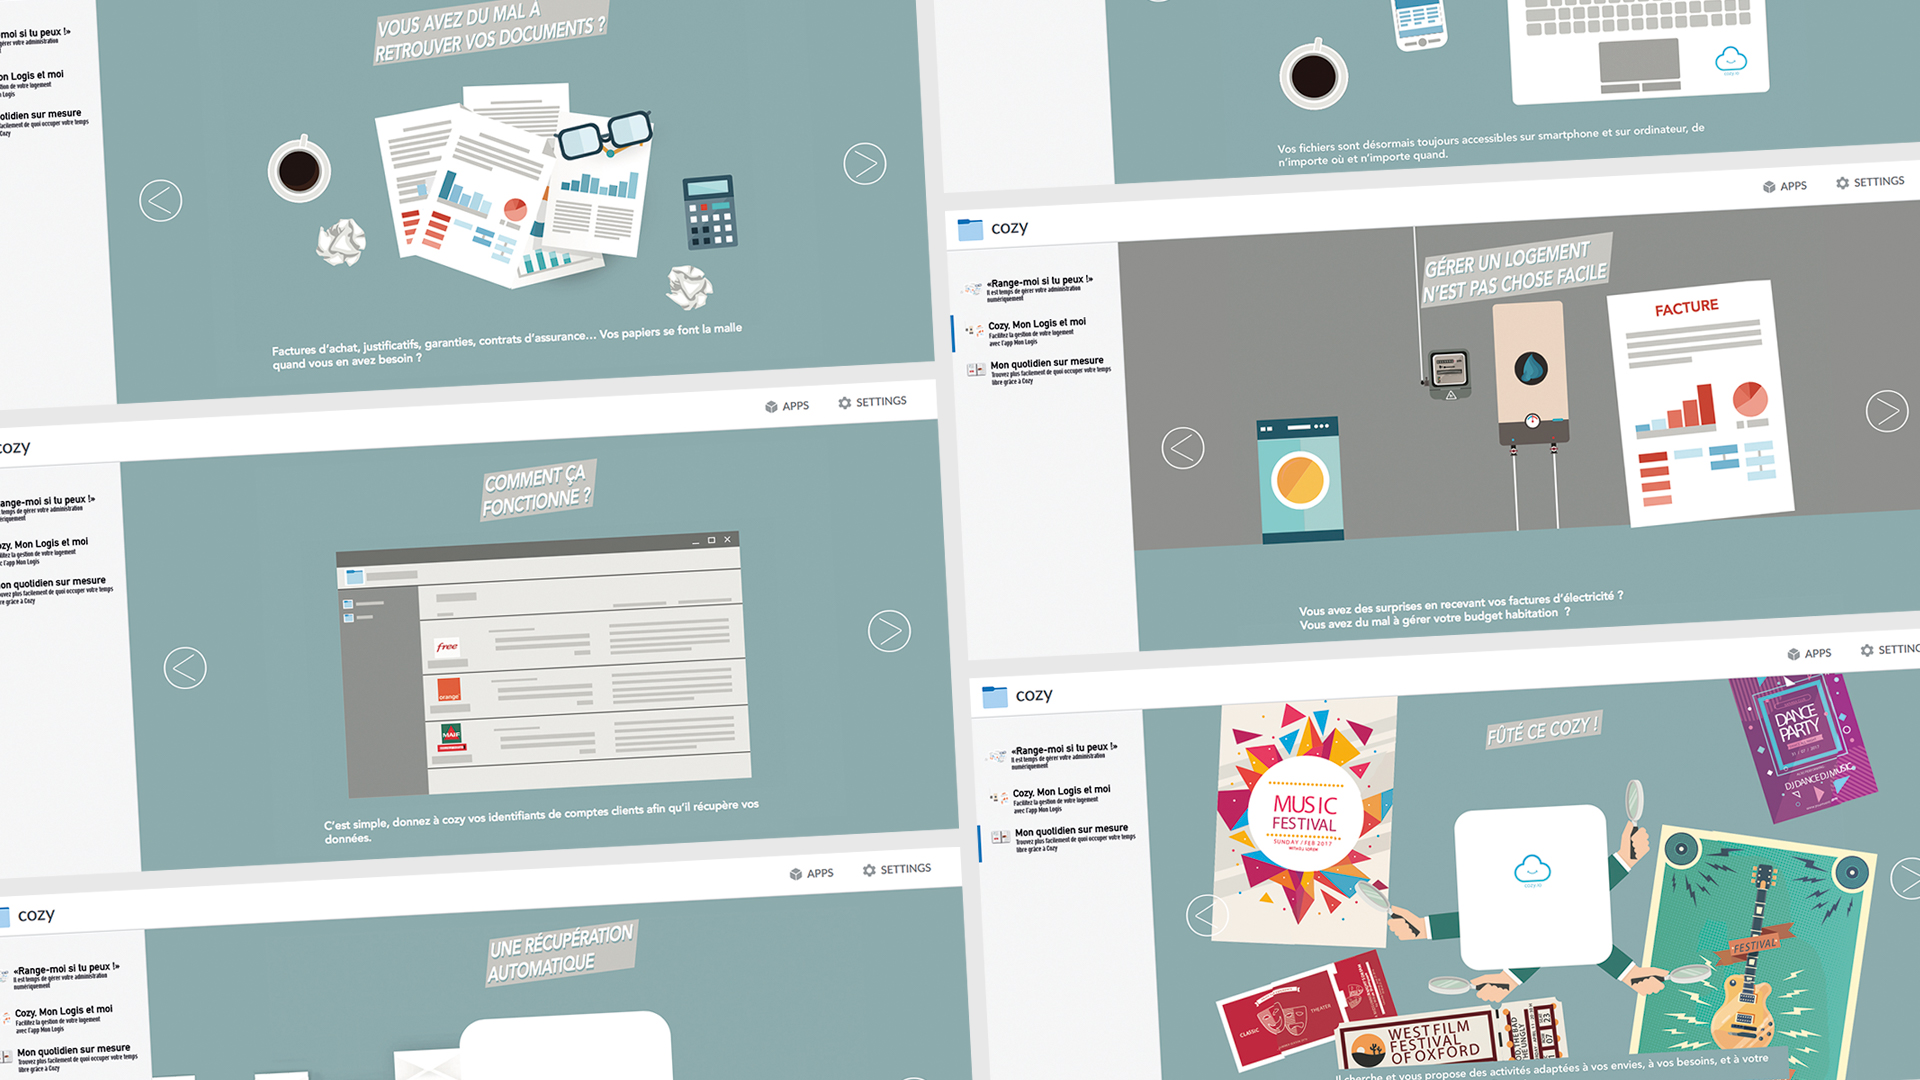 VOUS AVEZ DU MAL À
RETROUVER VOS DOCUMENTS ?
-moi si tu peux !»
gérer votre administration
on Logis et moi
tion de votre logement
on Logis
otidien sur mesure
facilement de quoi occuper votre temps
Cozy
Factures d'achat, justificatifs, garanties, contrats d'assurance... Vos papiers se font la malle
quand vous en avez besoin ?
APPS
SETTINGS
cozy
ange-moi si tu peux !»
temps de gérer votre administration
ériquement
ozy, Mon Logis et moi
litez la gestion de votre logement
c l'app Mon Logis
on quotidien sur mesure
ouvez plus facilement de quoi occuper votre temps
re grâce à Cozy
COMMENT ÇA
FONCTIONNE ?
free
orange
MAIF
C'est simple, donnez à cozy vos identifiants de comptes clients afin qu'il récupère vos
données.
APPS
SETTINGS
cozy
«Range-moi si tu peux !»
Il est temps de gérer votre administration
numériquement
Cozy, Mon Logis et moi
Facilitez la gestion de votre logement
avec l'app Mon Logis
Mon quotidien sur mesure
Trouvez plus facilement de quoi occuper votre temps
libre grâce à Cozy
UNE RÉCUPÉRATION
AUTOMATIQUE
cozy.io
Vos fichiers sont désormais toujours accessibles sur smartphone et sur ordinateur, de
n'importe où et n'importe quand.
APPS
SETTINGS
cozy
«Range-moi si tu peux !»
Il est temps de gérer votre administration
numériquement
Cozy, Mon Logis et moi
Facilitez la gestion de votre logement
avec l'app Mon Logis
Mon quotidien sur mesure
Trouvez plus facilement de quoi occuper votre temps
libre grâce à Cozy
GÉRER UN LOGEMENT
N'EST PAS CHOSE FACILE
FACTURE
Vous avez des surprises en recevant vos factures d'électricité ?
Vous avez du mal à gérer votre budget habitation ?
APPS
SETTINGS
cozy
«Range-moi si tu peux !»
Il est temps de gérer votre administration
numériquement
Cozy, Mon Logis et moi
Facilitez la gestion de votre logement
avec l'app Mon Logis
Mon quotidien sur mesure
Trouvez plus facilement de quoi occuper votre temps
libre grâce à Cozy
FÛTÉ CE COZY !
MUSIC
FESTIVAL
SUNDAY / FEB 2017
DANCE
PARTY
DJ DANCE DJ MUSIC
cozy.io
FESTIVAL
CLASSIC
THEATER
WEST FILM
FESTIVAL
OF OXFORD
THE BAD
THE UNGLY
23
07
Il cherche et vous propose des activités adaptées à vos envies, à vos besoins, et à votre